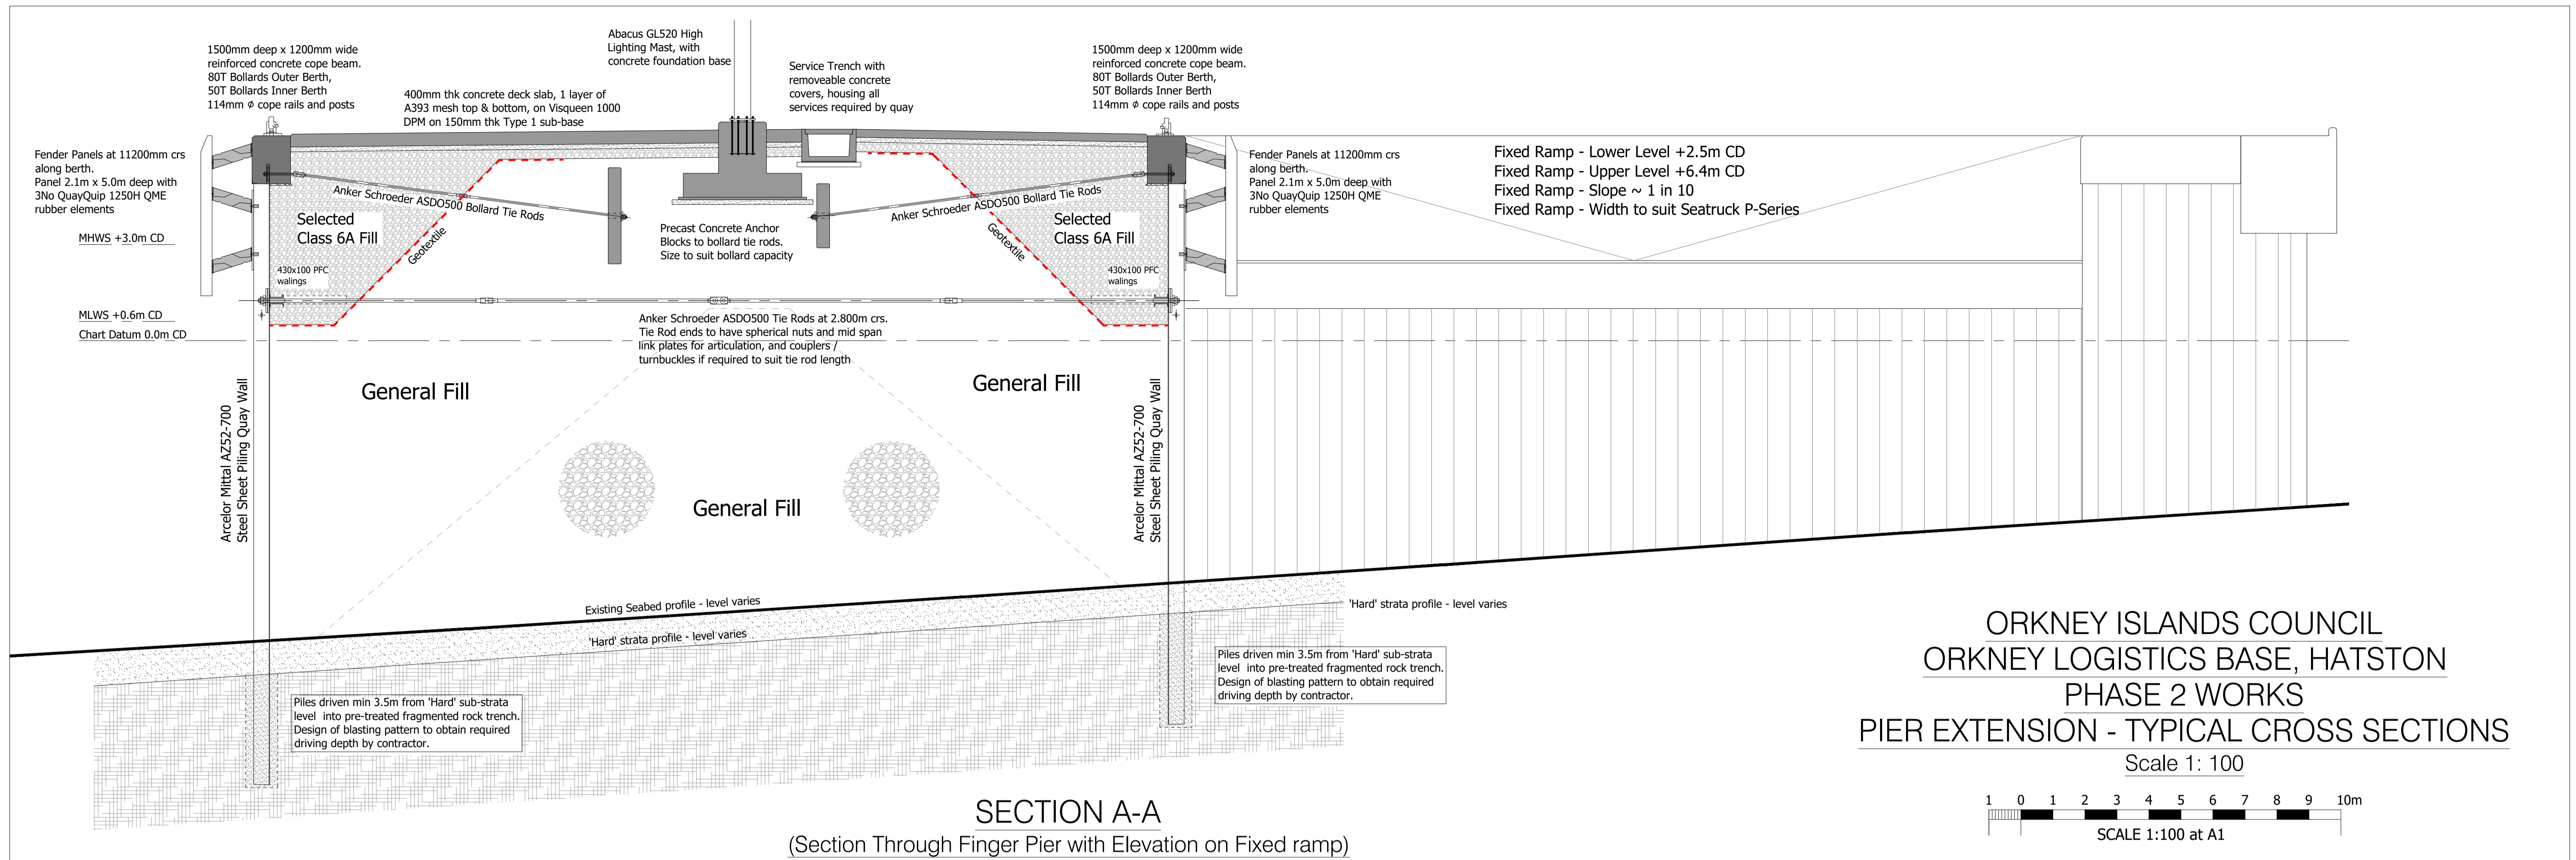 1500mm deep x 1200mm wide
reinforced concrete cope beam.
80T Bollards Outer Berth,
50T Bollards Inner Berth
114mm ϕ cope rails and posts
400mm thk concrete deck slab, 1 layer of
A393 mesh top & bottom, on Visqueen 1000
DPM on 150mm thk Type 1 sub-base
Abacus GL520 High
Lighting Mast, with
concrete foundation base
Service Trench with
removeable concrete
covers, housing all
services required by quay
1500mm deep x 1200mm wide
reinforced concrete cope beam.
80T Bollards Outer Berth,
50T Bollards Inner Berth
114mm ϕ cope rails and posts
Fender Panels at 11200mm crs
along berth.
Panel 2.1m x 5.0m deep with
3No QuayQuip 1250H QME
rubber elements
MHWS +3.0m CD
MLWS +0.6m CD
Chart Datum 0.0m CD
Anker Schroeder ASDO500 Bollard Tie Rods
Selected
Class 6A Fill
Geotextile
430x100 PFC
walings
Precast Concrete Anchor
Blocks to bollard tie rods.
Size to suit bollard capacity
Anker Schroeder ASDO500 Bollard Tie Rods
Selected
Class 6A Fill
Geotextile
430x100 PFC
walings
Fender Panels at 11200mm crs
along berth.
Panel 2.1m x 5.0m deep with
3No QuayQuip 1250H QME
rubber elements
Fixed Ramp - Lower Level +2.5m CD
Fixed Ramp - Upper Level +6.4m CD
Fixed Ramp - Slope ~ 1 in 10
Fixed Ramp - Width to suit Seatruck P-Series
Anker Schroeder ASDO500 Tie Rods at 2.800m crs.
Tie Rod ends to have spherical nuts and mid span
link plates for articulation, and couplers /
turnbuckles if required to suit tie rod length
General Fill
General Fill
General Fill
Arcelor Mittal AZ52-700
Steel Sheet Piling Quay Wall
Arcelor Mittal AZ52-700
Steel Sheet Piling Quay Wall
Existing Seabed profile - level varies
'Hard' strata profile - level varies
'Hard' strata profile - level varies
Piles driven min 3.5m from 'Hard' sub-strata
level into pre-treated fragmented rock trench.
Design of blasting pattern to obtain required
driving depth by contractor.
Piles driven min 3.5m from 'Hard' sub-strata
level into pre-treated fragmented rock trench.
Design of blasting pattern to obtain required
driving depth by contractor.
SECTION A-A
(Section Through Finger Pier with Elevation on Fixed ramp)
ORKNEY ISLANDS COUNCIL
ORKNEY LOGISTICS BASE, HATSTON
PHASE 2 WORKS
PIER EXTENSION - TYPICAL CROSS SECTIONS
Scale 1: 100
1 0 1 2 3 4 5 6 7 8 9 10m
SCALE 1:100 at A1